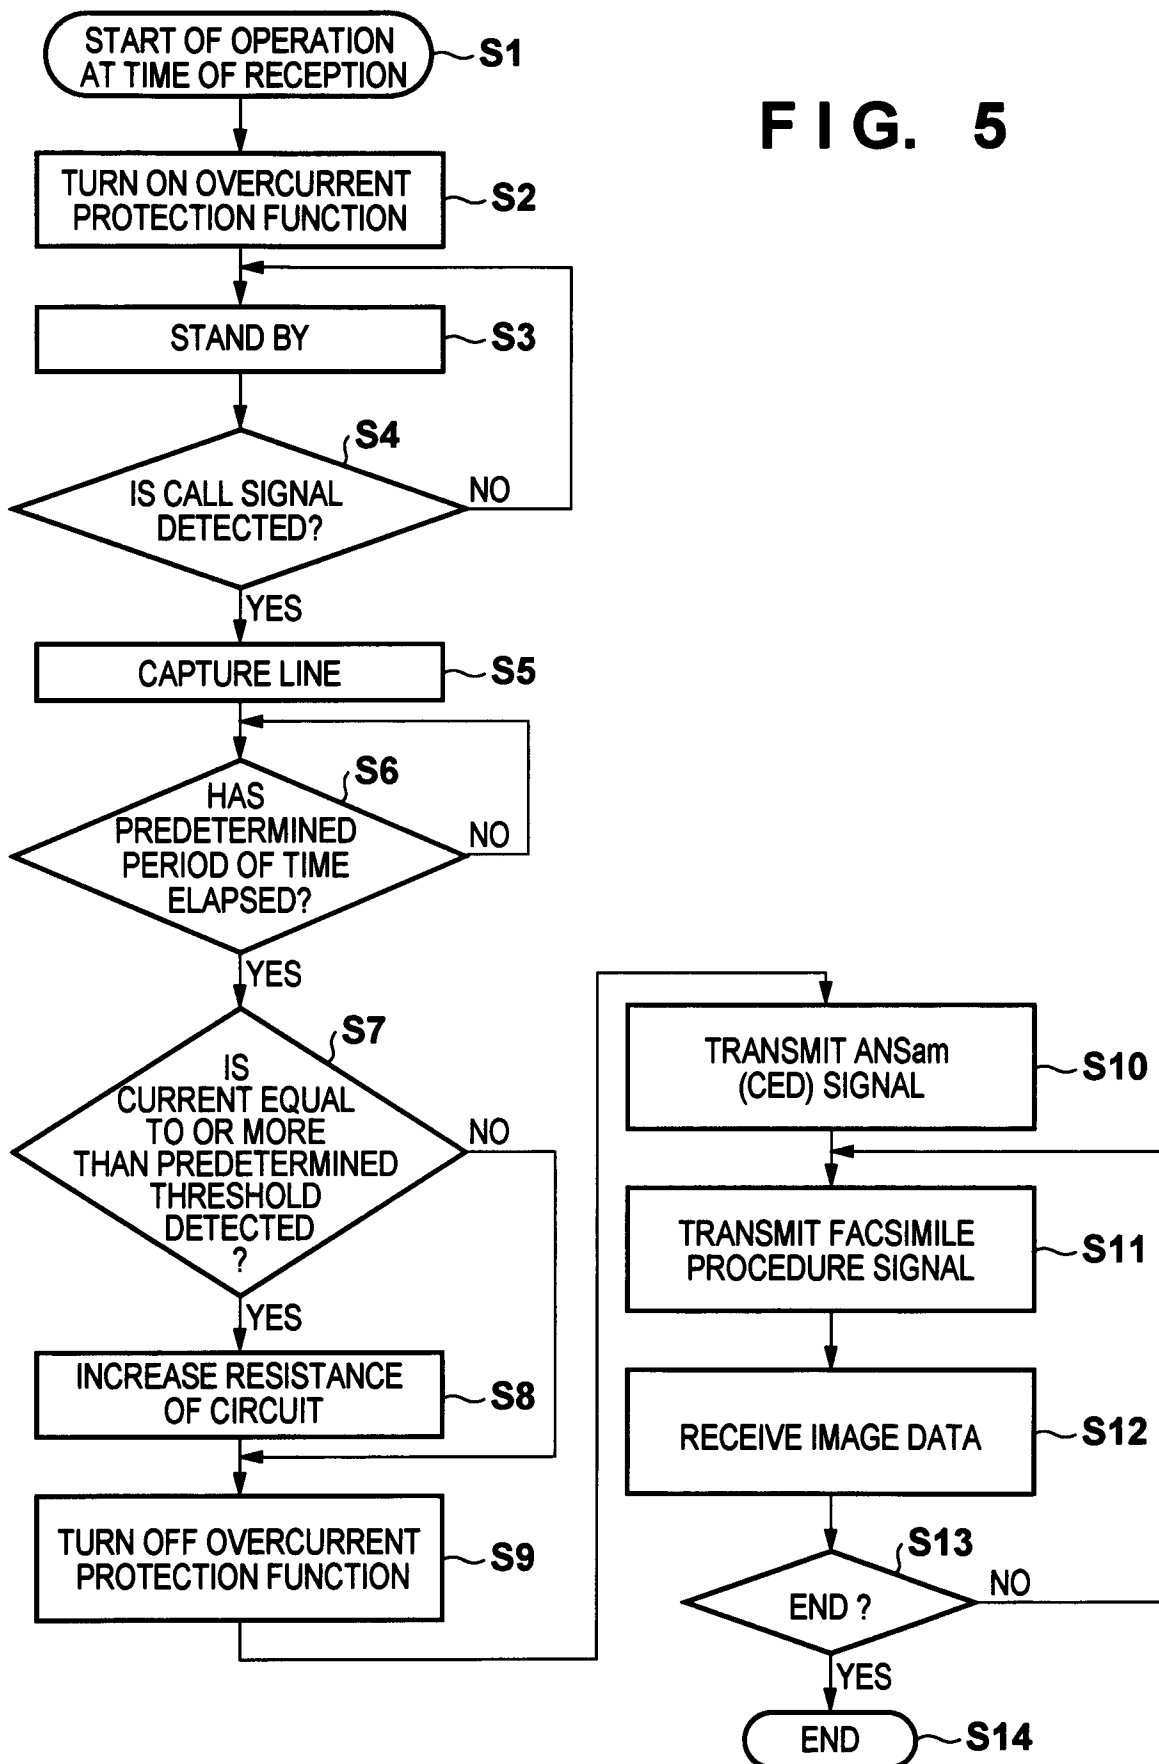 START OF OPERATION
AT TIME OF RECEPTION
S1
FIG. 5
TURN ON OVERCURRENT
PROTECTION FUNCTION
S2
STAND BY
S3
S4
IS CALL SIGNAL
DETECTED?
NO
YES
CAPTURE LINE
S5
S6
HAS
PREDETERMINED
PERIOD OF TIME
ELAPSED?
NO
YES
S7
IS
CURRENT EQUAL
TO OR MORE
THAN PREDETERMINED
THRESHOLD
DETECTED
?
NO
YES
INCREASE RESISTANCE
OF CIRCUIT
S8
TURN OFF OVERCURRENT
PROTECTION FUNCTION
S9
TRANSMIT ANSam
(CED) SIGNAL
S10
TRANSMIT FACSIMILE
PROCEDURE SIGNAL
S11
RECEIVE IMAGE DATA
S12
S13
END ?
NO
YES
END
S14